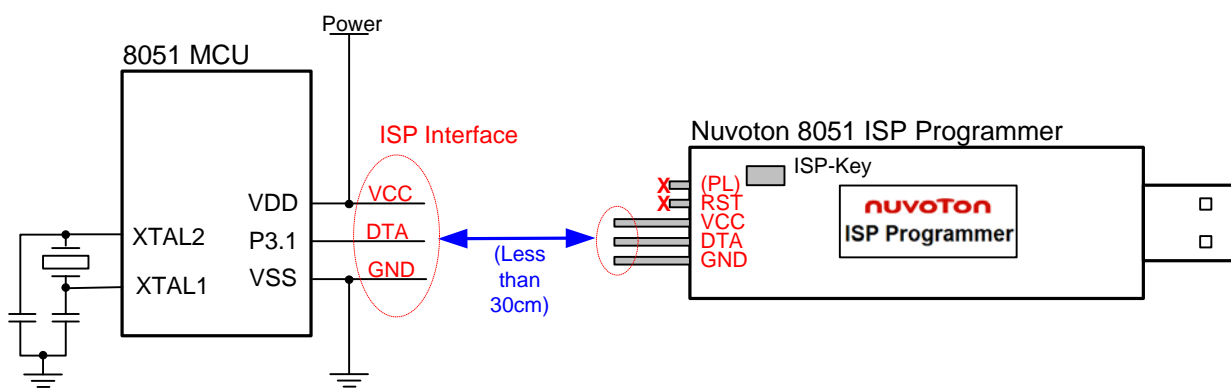 Power
8051 MCU
ISP Interface
VDD
VCC
XTAL2
P3.1
DTA
XTAL1
VSS
GND
(Less
than
30cm)
Nuvoton 8051 ISP Programmer
ISP-Key
X (PL)
X RST
VCC
DTA
GND
nuvoTon
ISP Programmer